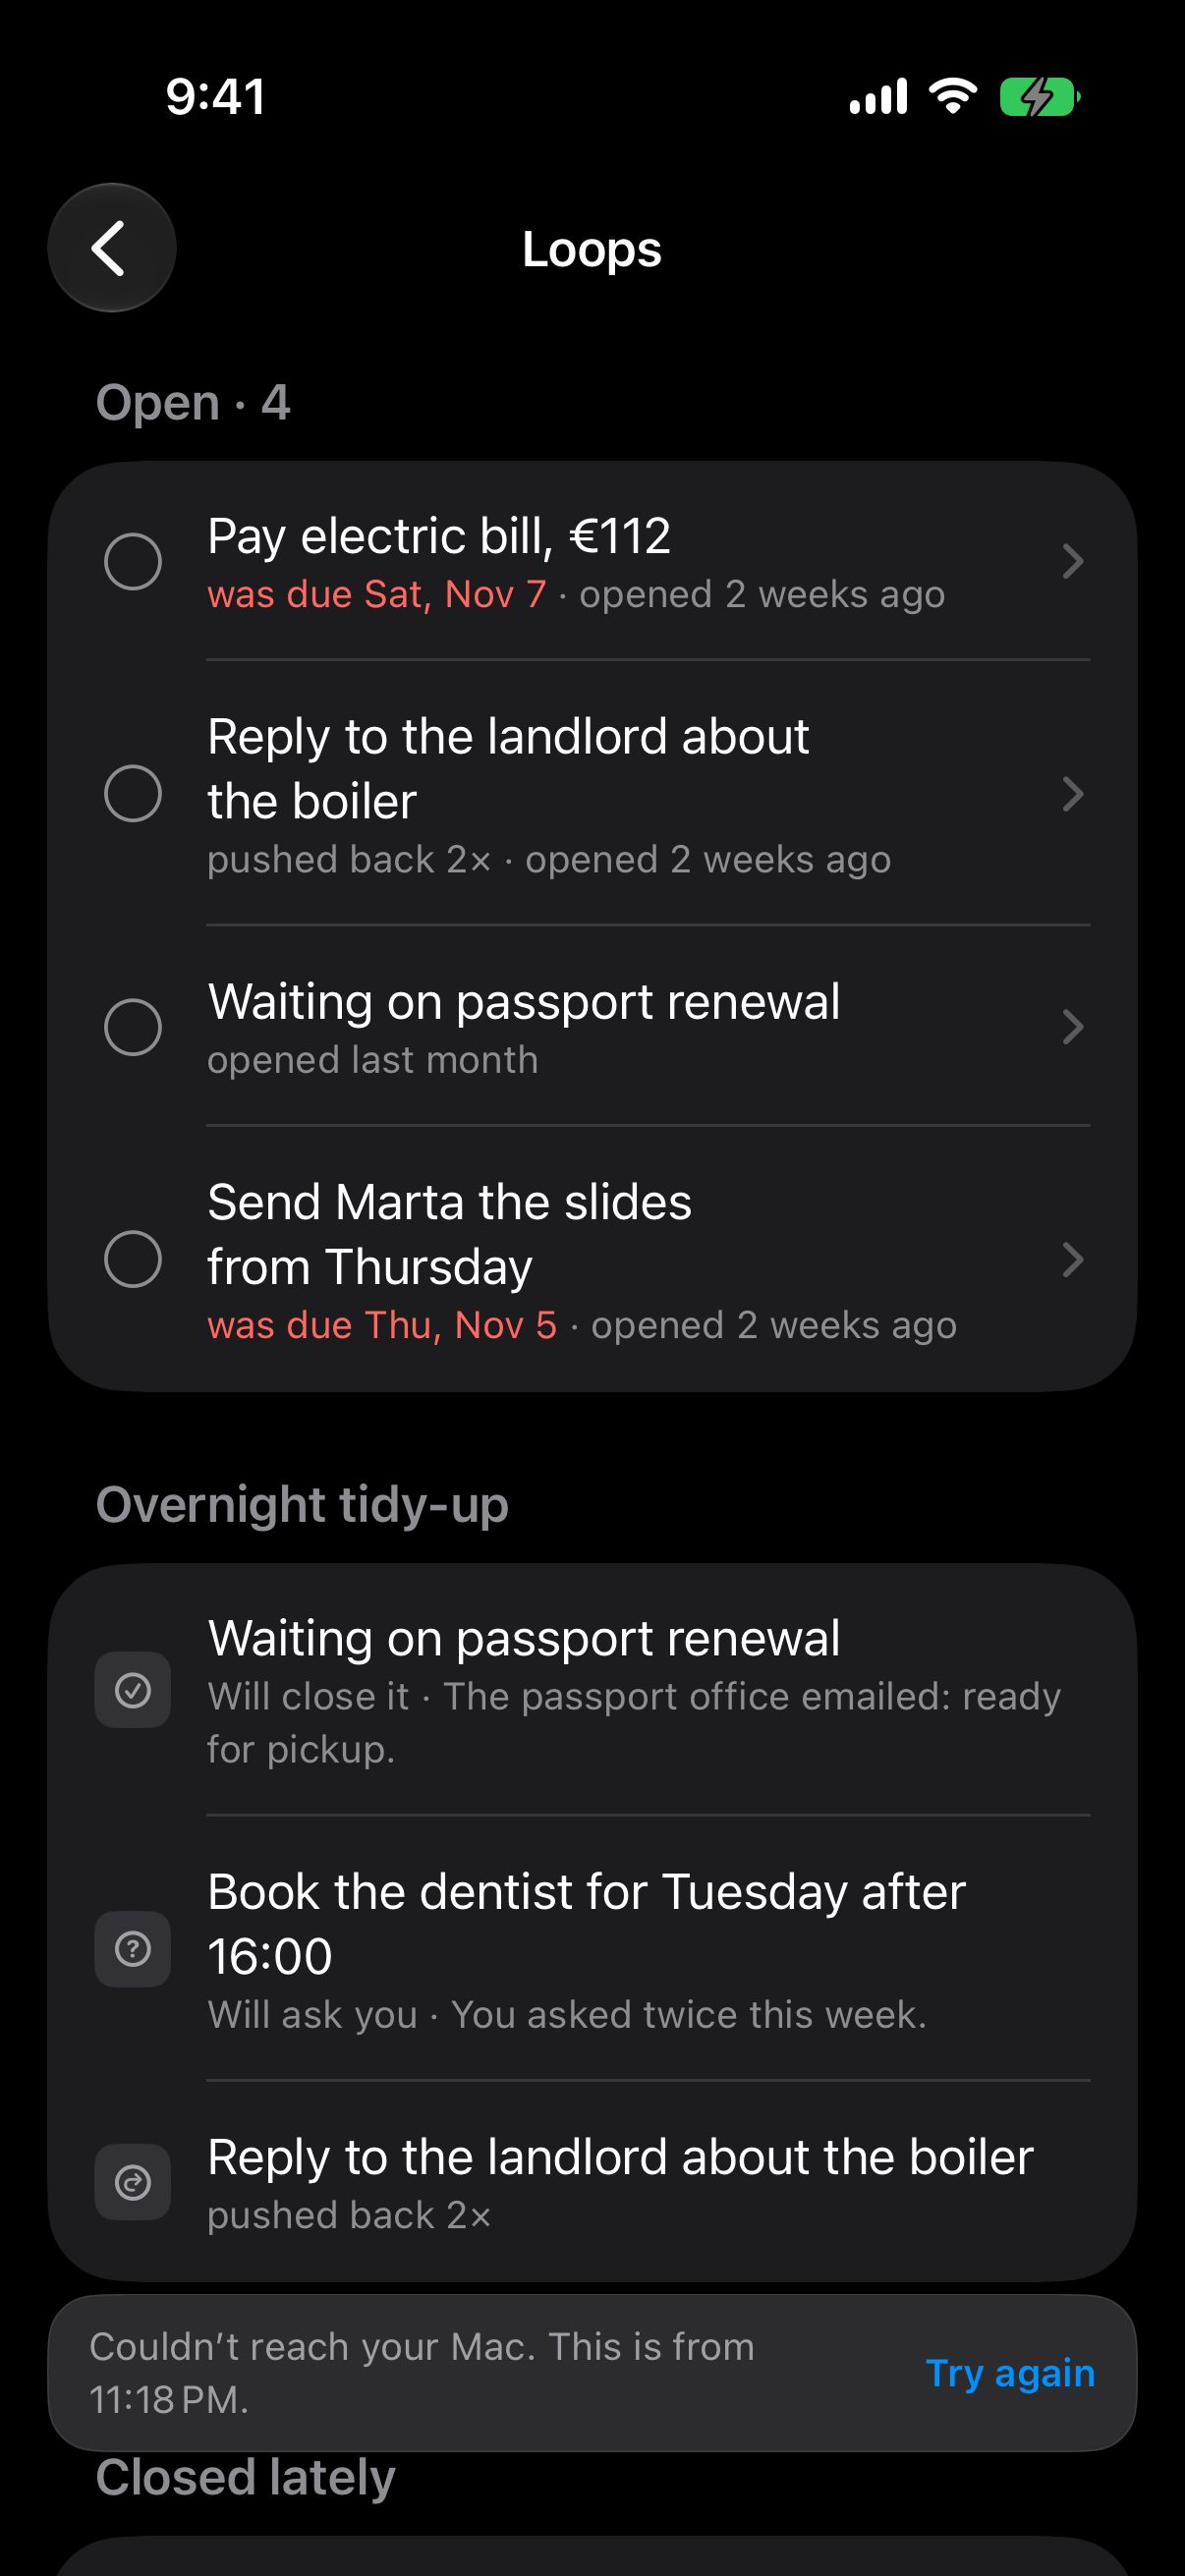 9:41
Loops
Open · 4
Pay electric bill, €112
was due Sat, Nov 7 · opened 2 weeks ago
Reply to the landlord about
the boiler
pushed back 2× · opened 2 weeks ago
Waiting on passport renewal
opened last month
Send Marta the slides
from Thursday
was due Thu, Nov 5 · opened 2 weeks ago
Overnight tidy-up
Waiting on passport renewal
Will close it · The passport office emailed: ready
for pickup.
Book the dentist for Tuesday after
16:00
Will ask you · You asked twice this week.
Reply to the landlord about the boiler
pushed back 2×
Couldn’t reach your Mac. This is from
11:18 PM.
Try again
Closed lately